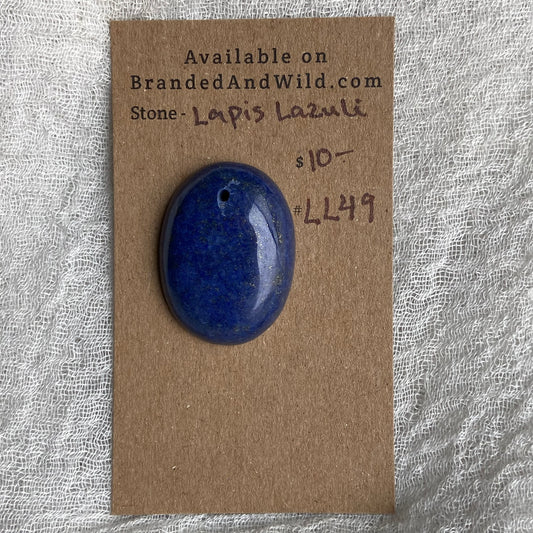 Available on
BrandedAndWild.com
Stone - Lapis Lazuli
$ 10-
# LL49